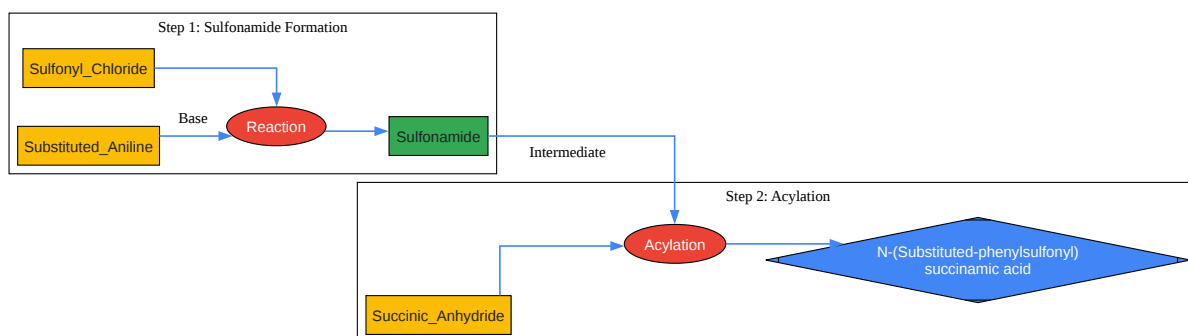 Step 1: Sulfonamide Formation
Sulfonyl_Chloride
Base
Substituted_Aniline
Reaction
Sulfonamide
Intermediate
Step 2: Acylation
Acylation
N-(Substituted-phenylsulfonyl)
succinamic acid
Succinic_Anhydride